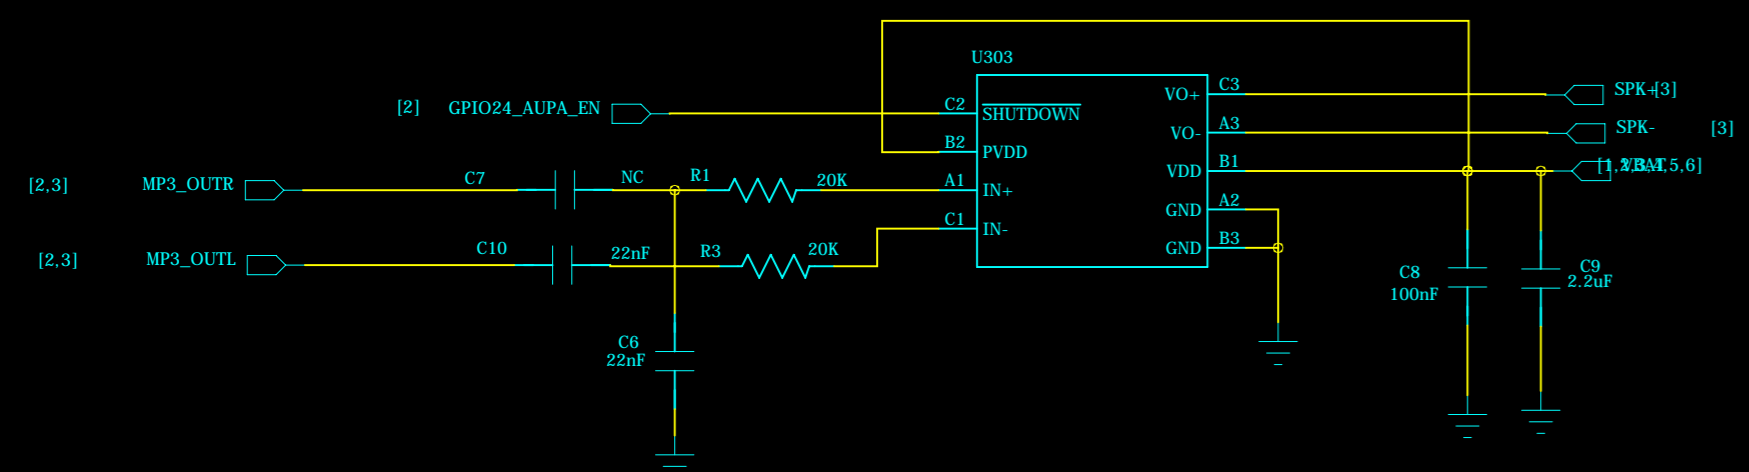 U303
[2] GPIO24_AUPA_EN
C2 SHUTDOWN
B2 PVDD
A1 IN+
C1 IN-
VO+ C3
VO- A3
VDD B1
GND A2
GND B3
SPK+[3]
SPK- [3]
[2,3] MP3_OUTR
C7 NC
R1 20K
[2,3] MP3_OUTL
C10 22nF
R3 20K
C6
22nF
C8
100nF
C9
2.2uF